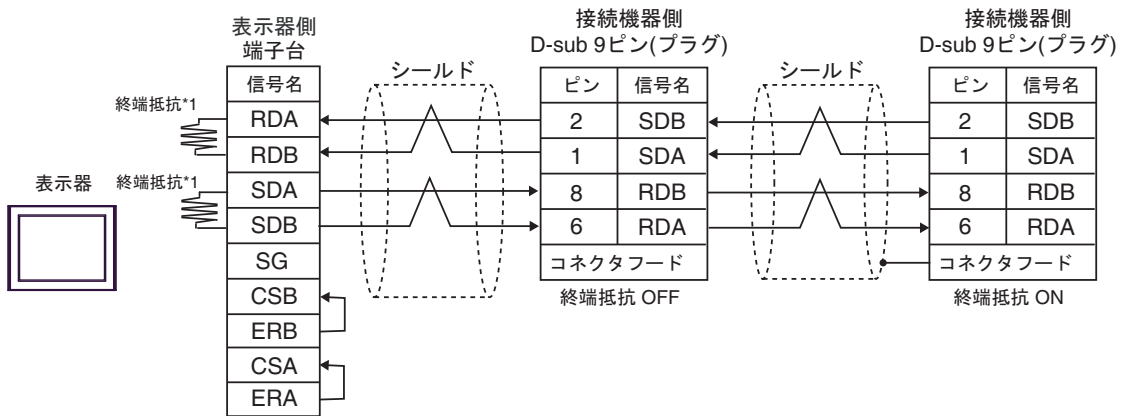 表示器側
端子台
信号名
RDA
RDB
SDA
SDB
SG
CSB
ERB
CSA
ERA
終端抵抗*1
終端抵抗*1
表示器
シールド
接続機器側
D-sub 9ピン(プラグ)
ピン 信号名
2 SDB
1 SDA
8 RDB
6 RDA
コネクタフード
終端抵抗 OFF
シールド
接続機器側
D-sub 9ピン(プラグ)
ピン 信号名
2 SDB
1 SDA
8 RDB
6 RDA
コネクタフード
終端抵抗 ON